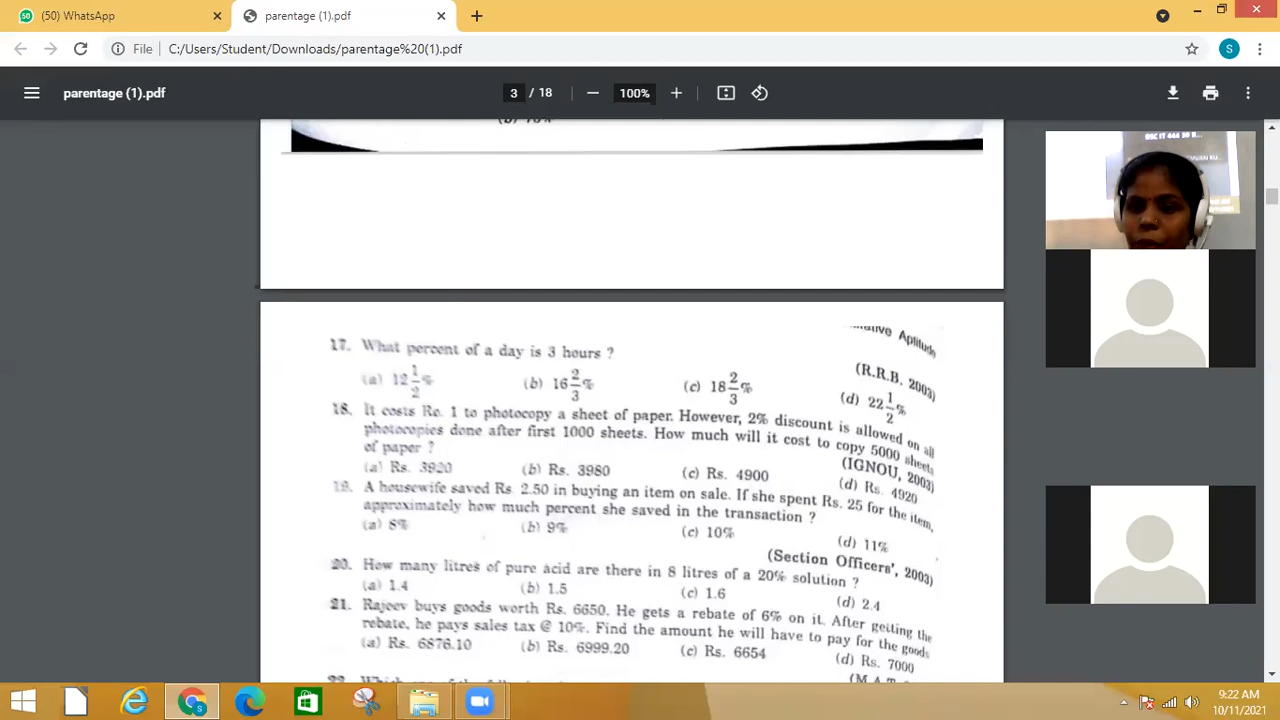 50
(50) WhatsApp
parentage (1).pdf
File
C:/Users/Student/Downloads/parentage%20(1).pdf
S
parentage (1).pdf
3 / 18
100%
OSC IT 444 30 R...
Aptitude
17. What percent of a day is 3 hours ?
(R.R.B. 2003)
(a) 12 1/2 %
(b) 16 2/3 %
(c) 18 2/3 %
(d) 22 1/2 %
18. It costs Re. 1 to photocopy a sheet of paper. However, 2% discount is allowed on all
photocopies done after first 1000 sheets. How much will it cost to copy 5000 sheets
of paper ?
(IGNOU, 2003)
(a) Rs. 3920
(b) Rs. 3980
(c) Rs. 4900
(d) Rs. 4920
19. A housewife saved Rs. 2.50 in buying an item on sale. If she spent Rs. 25 for the item,
approximately how much percent she saved in the transaction ?
(a) 8%
(b) 9%
(c) 10%
(d) 11%
(Section Officers', 2003)
20. How many litres of pure acid are there in 8 litres of a 20% solution ?
(a) 1.4
(b) 1.5
(c) 1.6
(d) 2.4
21. Rajeev buys goods worth Rs. 6650. He gets a rebate of 6% on it. After getting the
rebate, he pays sales tax @ 10%. Find the amount he will have to pay for the goods
(a) Rs. 6876.10
(b) Rs. 6999.20
(c) Rs. 6654
(d) Rs. 7000
9:22 AM
10/11/2021